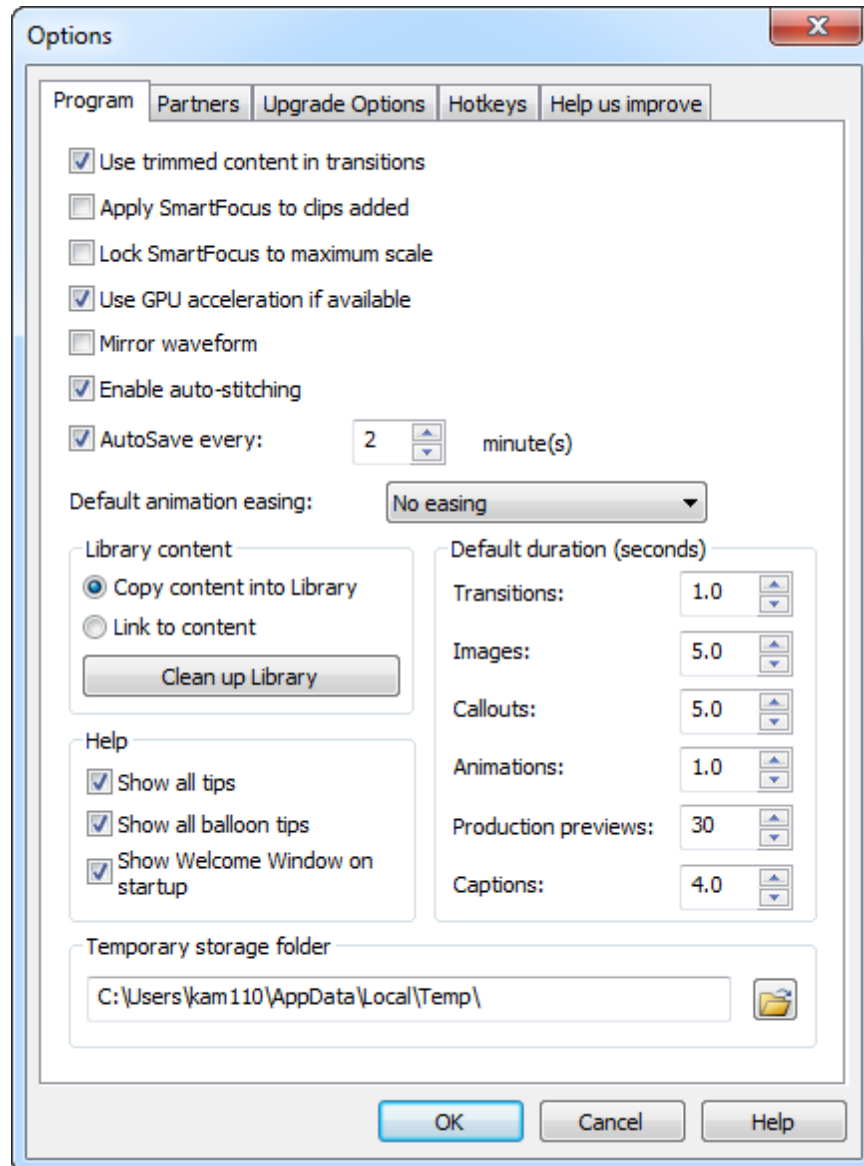 Options
Program Partners Upgrade Options Hotkeys Help us improve
Use trimmed content in transitions
Apply SmartFocus to clips added
Lock SmartFocus to maximum scale
Use GPU acceleration if available
Mirror waveform
Enable auto-stitching
AutoSave every: 2 minute(s)
Default animation easing: No easing
Library content
Copy content into Library
Link to content
Clean up Library
Help
Show all tips
Show all balloon tips
Show Welcome Window on
startup
Default duration (seconds)
Transitions: 1.0
Images: 5.0
Callouts: 5.0
Animations: 1.0
Production previews: 30
Captions: 4.0
Temporary storage folder
C:\Users\kam110\AppData\Local\Temp\
OK Cancel Help